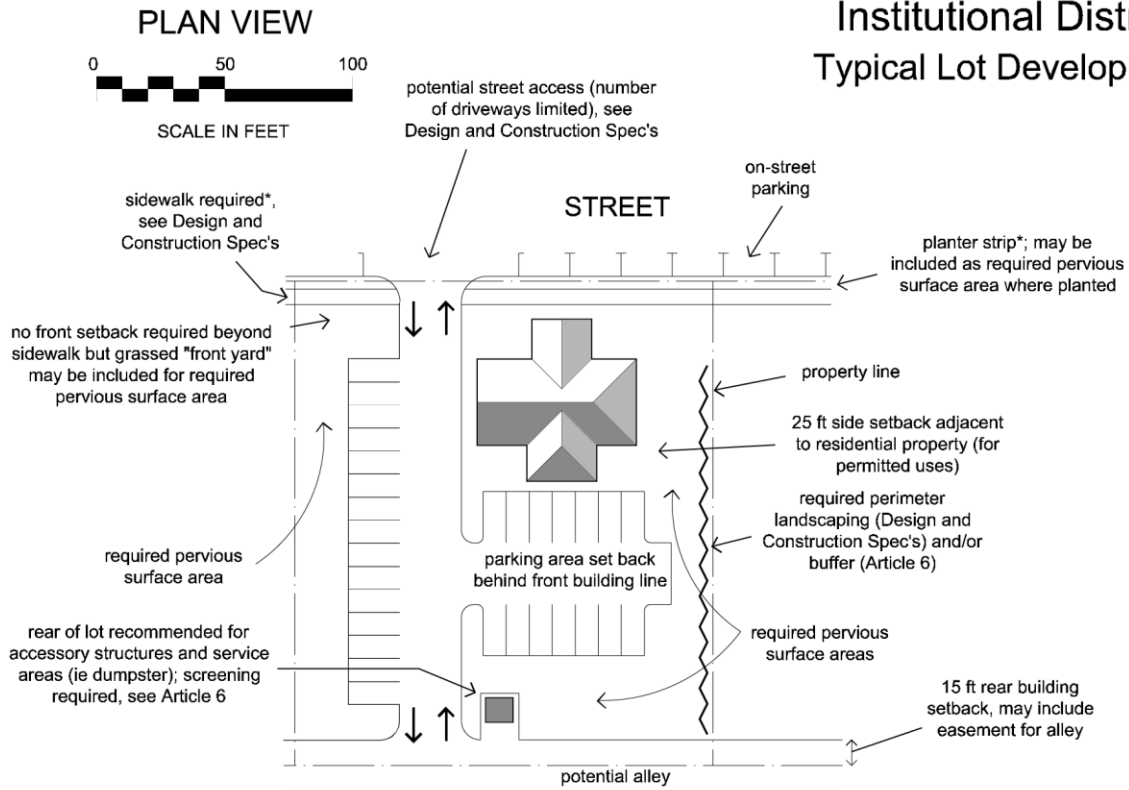 PLAN VIEW
0 50 100
SCALE IN FEET
Institutional Distr
Typical Lot Develop
potential street access (number
of driveways limited), see
Design and Construction Spec's
on-street
parking
STREET
sidewalk required*,
see Design and
Construction Spec's
planter strip*; may be
included as required pervious
surface area where planted
no front setback required beyond
sidewalk but grassed "front yard"
may be included for required
pervious surface area
property line
25 ft side setback adjacent
to residential property (for
permitted uses)
required perimeter
landscaping (Design and
Construction Spec's) and/or
buffer (Article 6)
required pervious
surface area
parking area set back
behind front building line
rear of lot recommended for
accessory structures and service
areas (ie dumpster); screening
required, see Article 6
required pervious
surface areas
15 ft rear building
setback, may include
easement for alley
potential alley